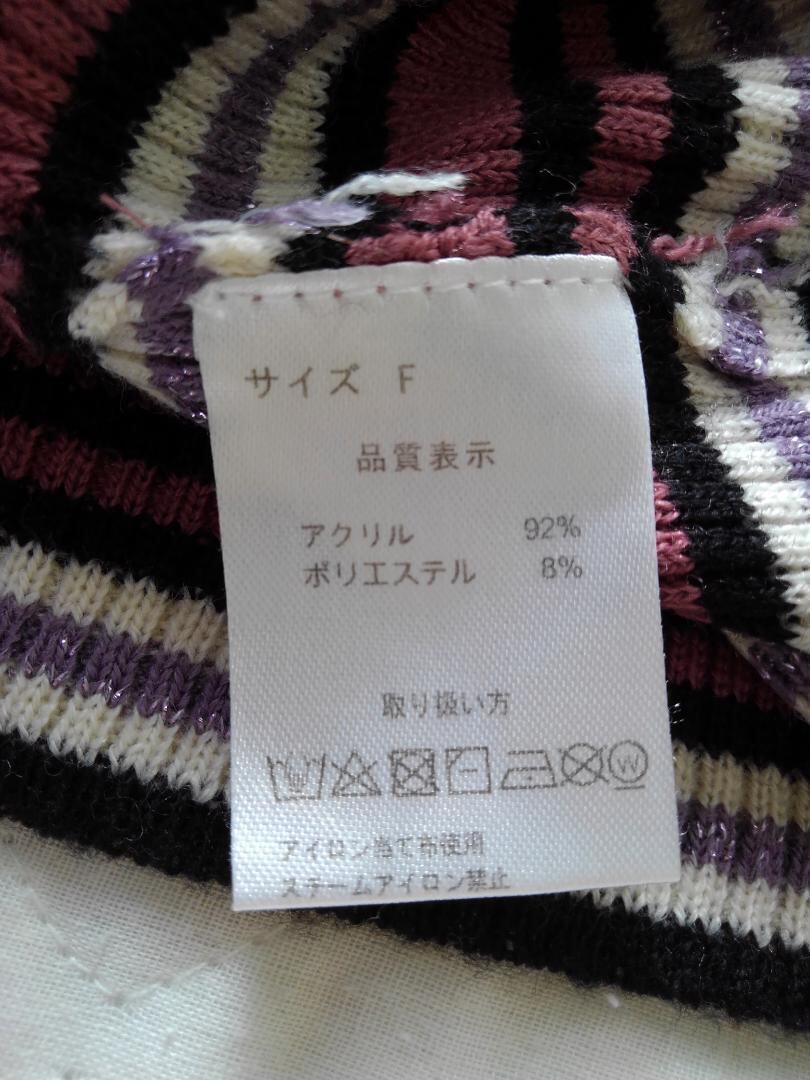 サイズ F
品質表示
アクリル 92%
ポリエステル 8%
取り扱い方
W
アイロン当て布使用
スチームアイロン禁止